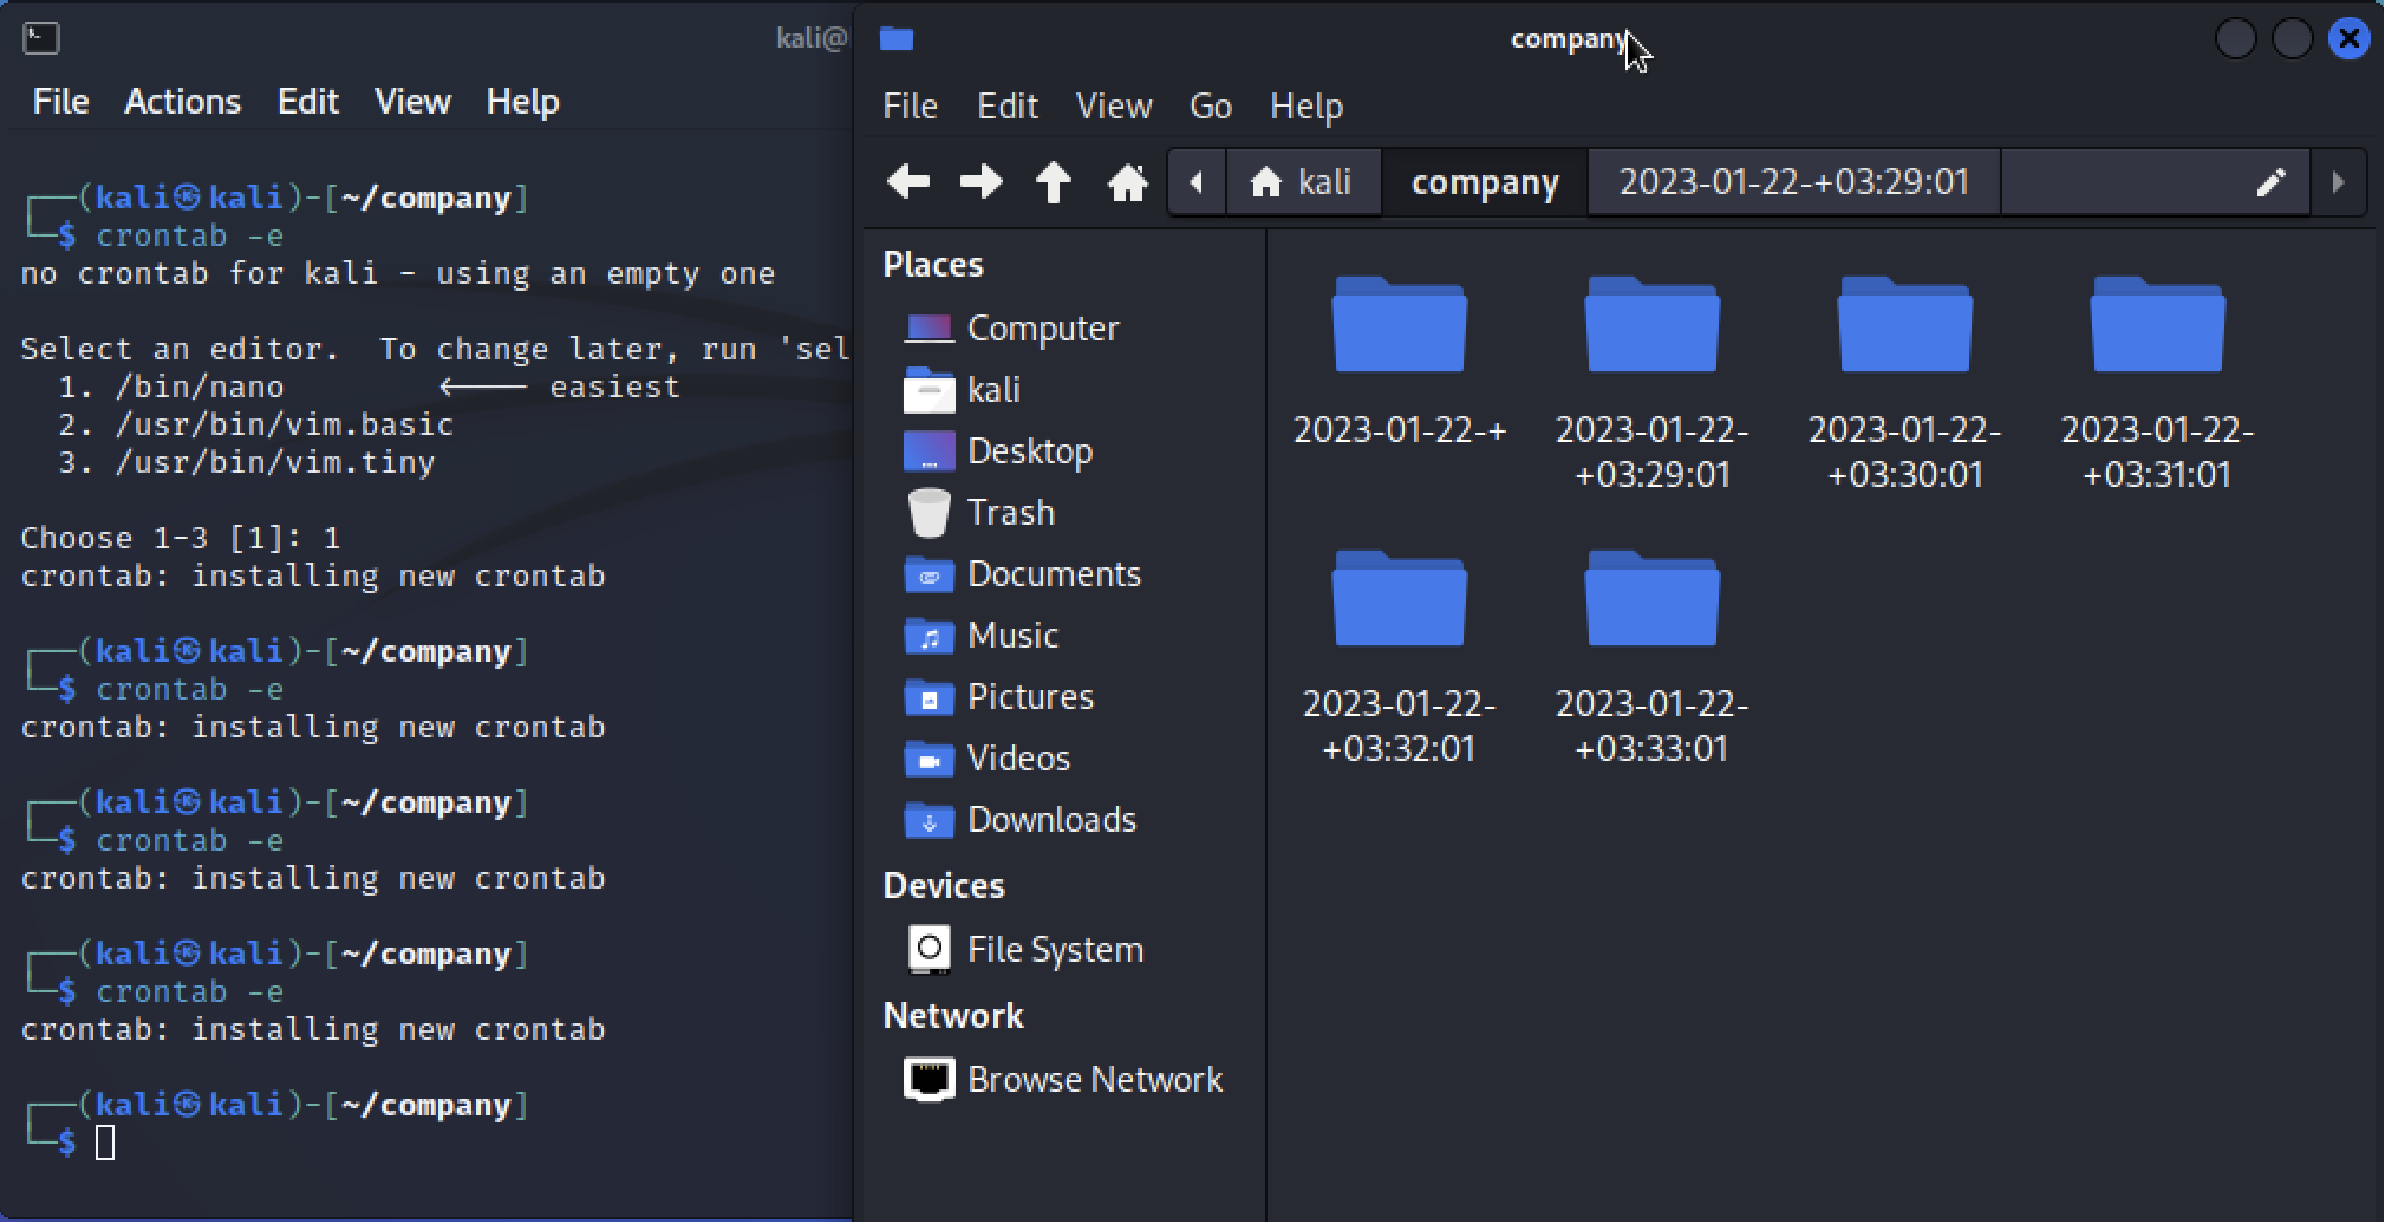 kali@
File Actions Edit View Help
┌──(kali㉿kali)-[~/company]
└─$ crontab -e
no crontab for kali - using an empty one
Select an editor.  To change later, run 'sel
1. /bin/nano        <---- easiest
2. /usr/bin/vim.basic
3. /usr/bin/vim.tiny
Choose 1-3 [1]: 1
crontab: installing new crontab
┌──(kali㉿kali)-[~/company]
└─$ crontab -e
crontab: installing new crontab
┌──(kali㉿kali)-[~/company]
└─$ crontab -e
crontab: installing new crontab
┌──(kali㉿kali)-[~/company]
└─$ crontab -e
crontab: installing new crontab
┌──(kali㉿kali)-[~/company]
└─$
company
File Edit View Go Help
kali company 2023-01-22-+03:29:01
Places
Computer
kali
Desktop
Trash
Documents
Music
Pictures
Videos
Downloads
Devices
File System
Network
Browse Network
2023-01-22-+
2023-01-22-
+03:29:01
2023-01-22-
+03:30:01
2023-01-22-
+03:31:01
2023-01-22-
+03:32:01
2023-01-22-
+03:33:01